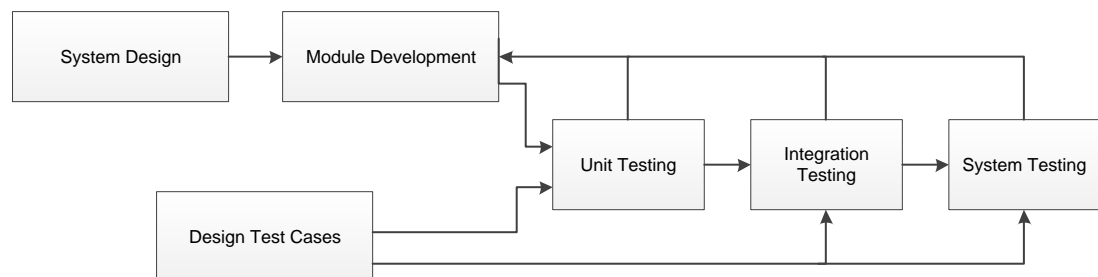 System Design
Module Development
Unit Testing
Integration
Testing
System Testing
Design Test Cases